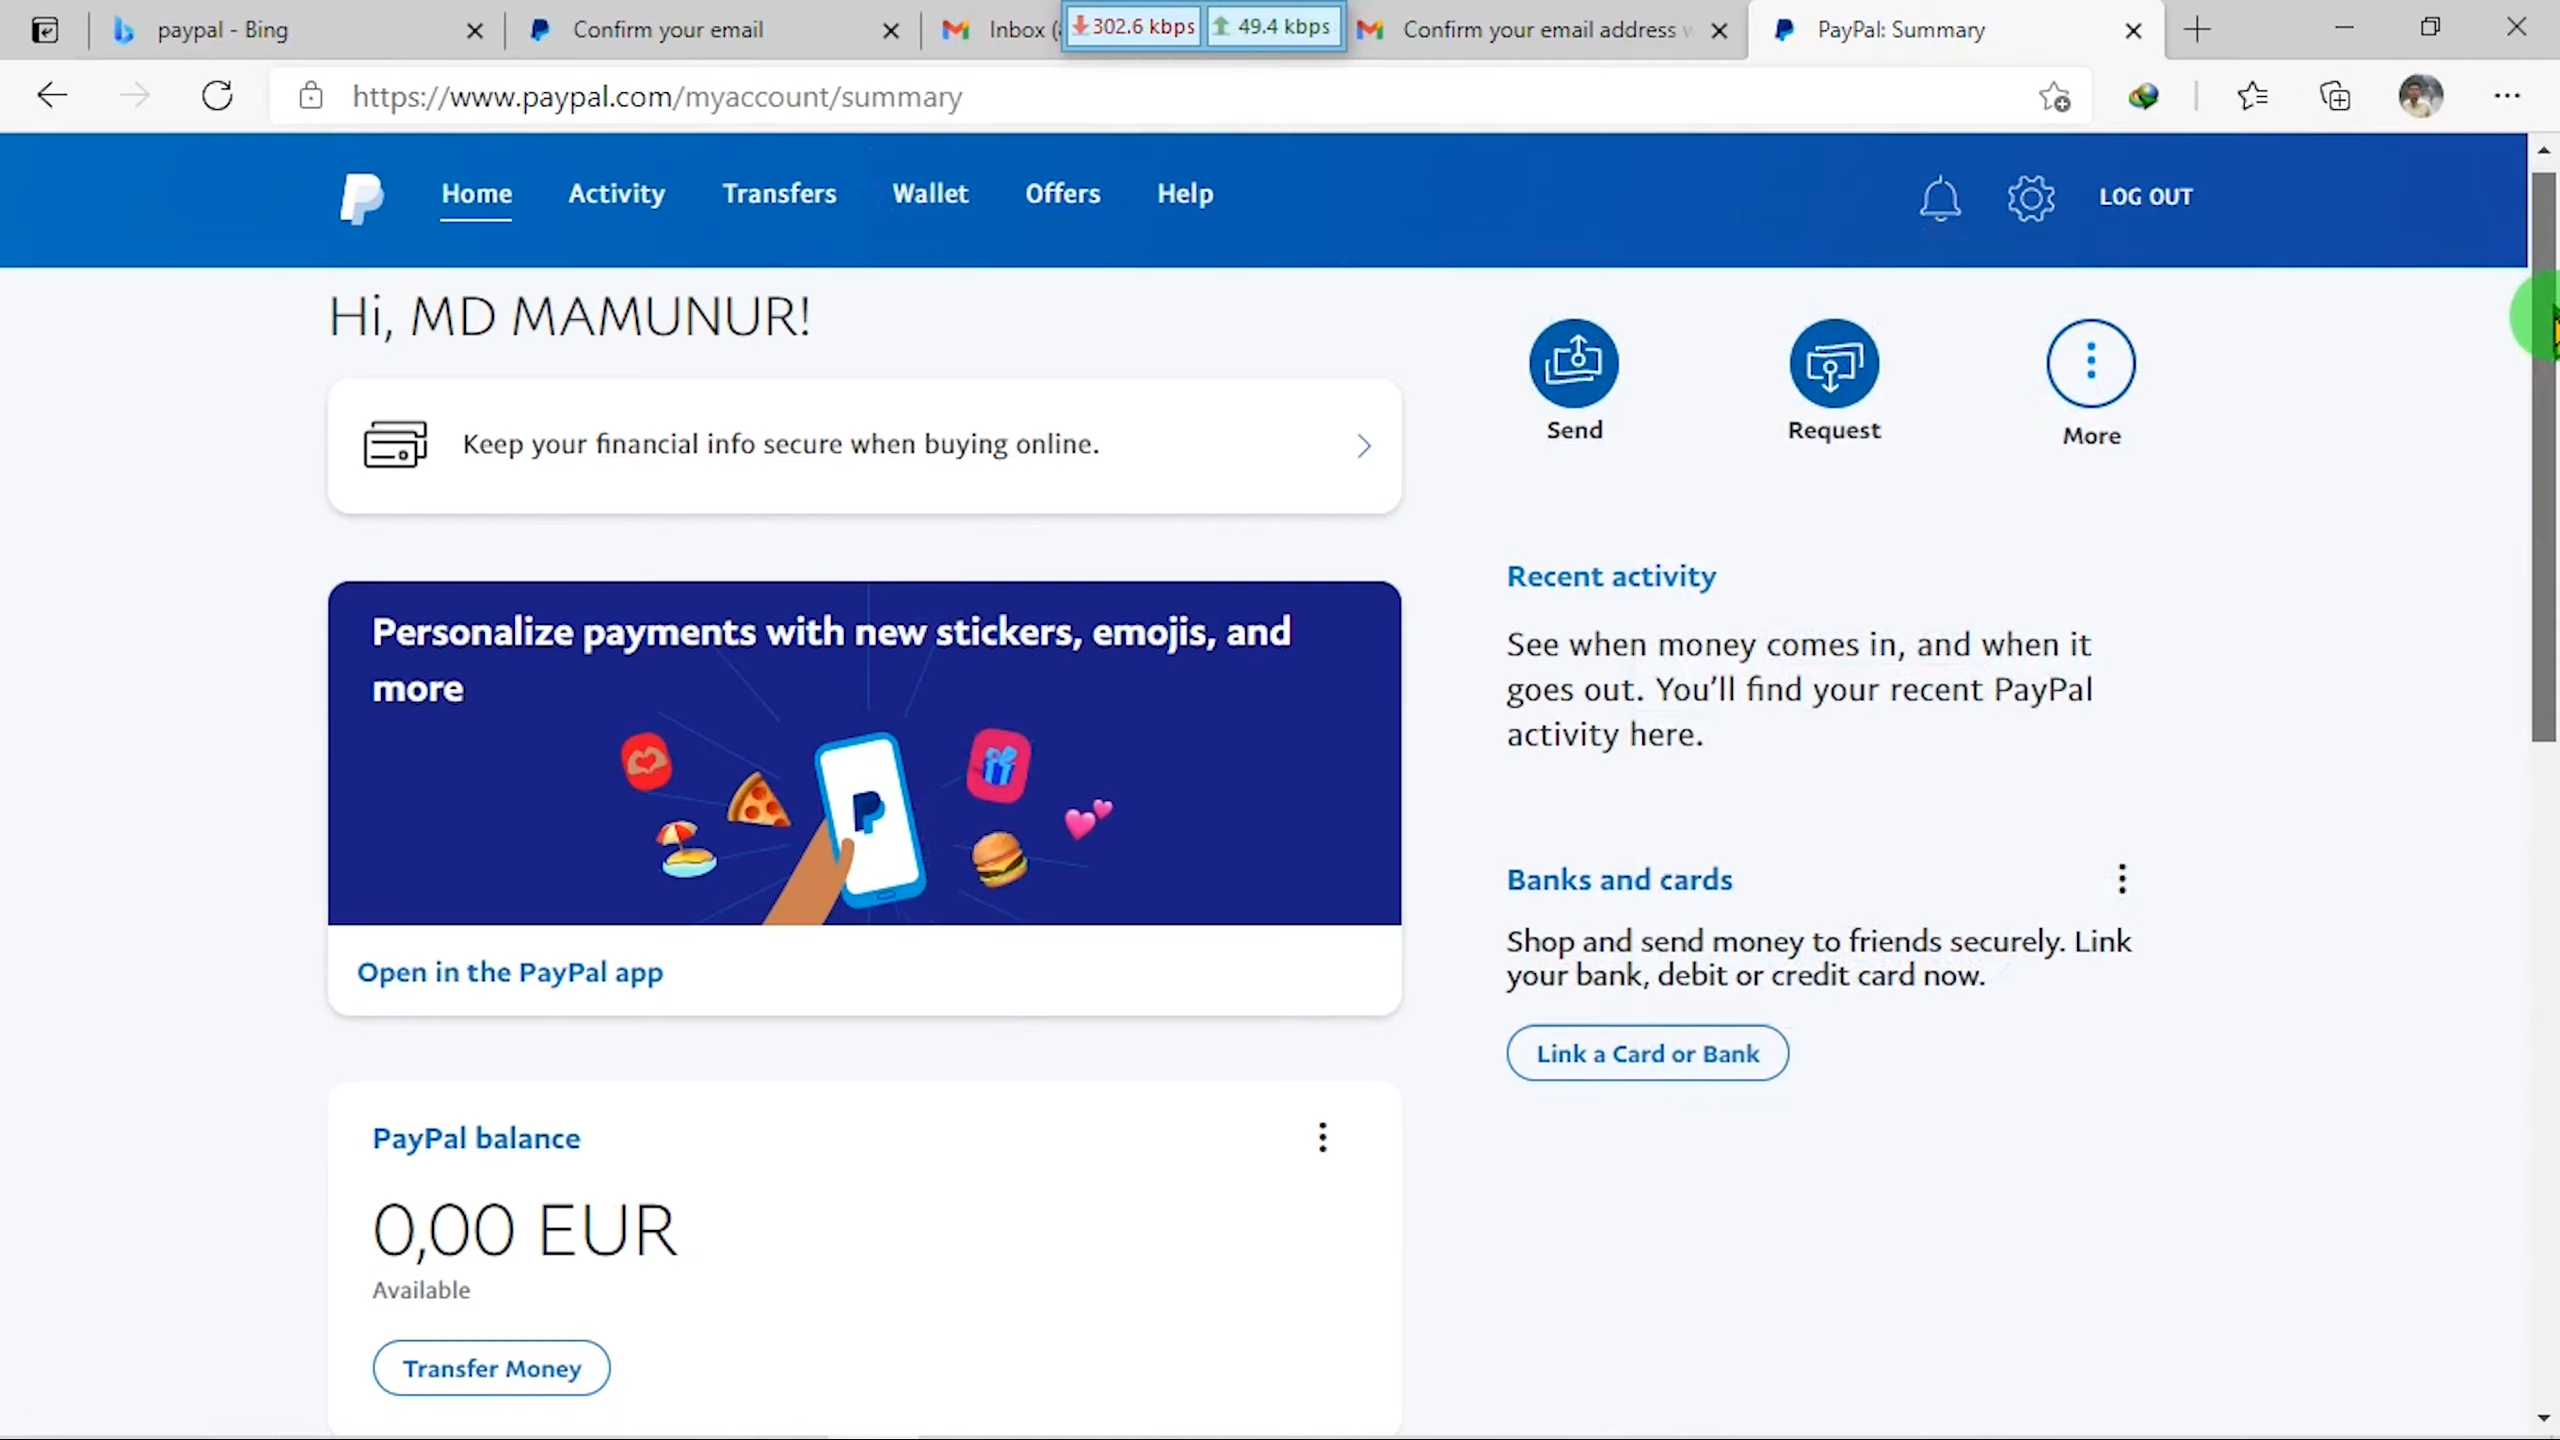 paypal - Bing
Confirm your email
Inbox (
302.6 kbps
49.4 kbps
Confirm your email address
PayPal: Summary
https://www.paypal.com/myaccount/summary
Home
Activity
Transfers
Wallet
Offers
Help
LOG OUT
Hi, MD MAMUNUR!
Send
Request
More
Keep your financial info secure when buying online.
Personalize payments with new stickers, emojis, and
more
Open in the PayPal app
Recent activity
See when money comes in, and when it
goes out. You’ll find your recent PayPal
activity here.
Banks and cards
Shop and send money to friends securely. Link
your bank, debit or credit card now.
Link a Card or Bank
PayPal balance
0,00 EUR
Available
Transfer Money